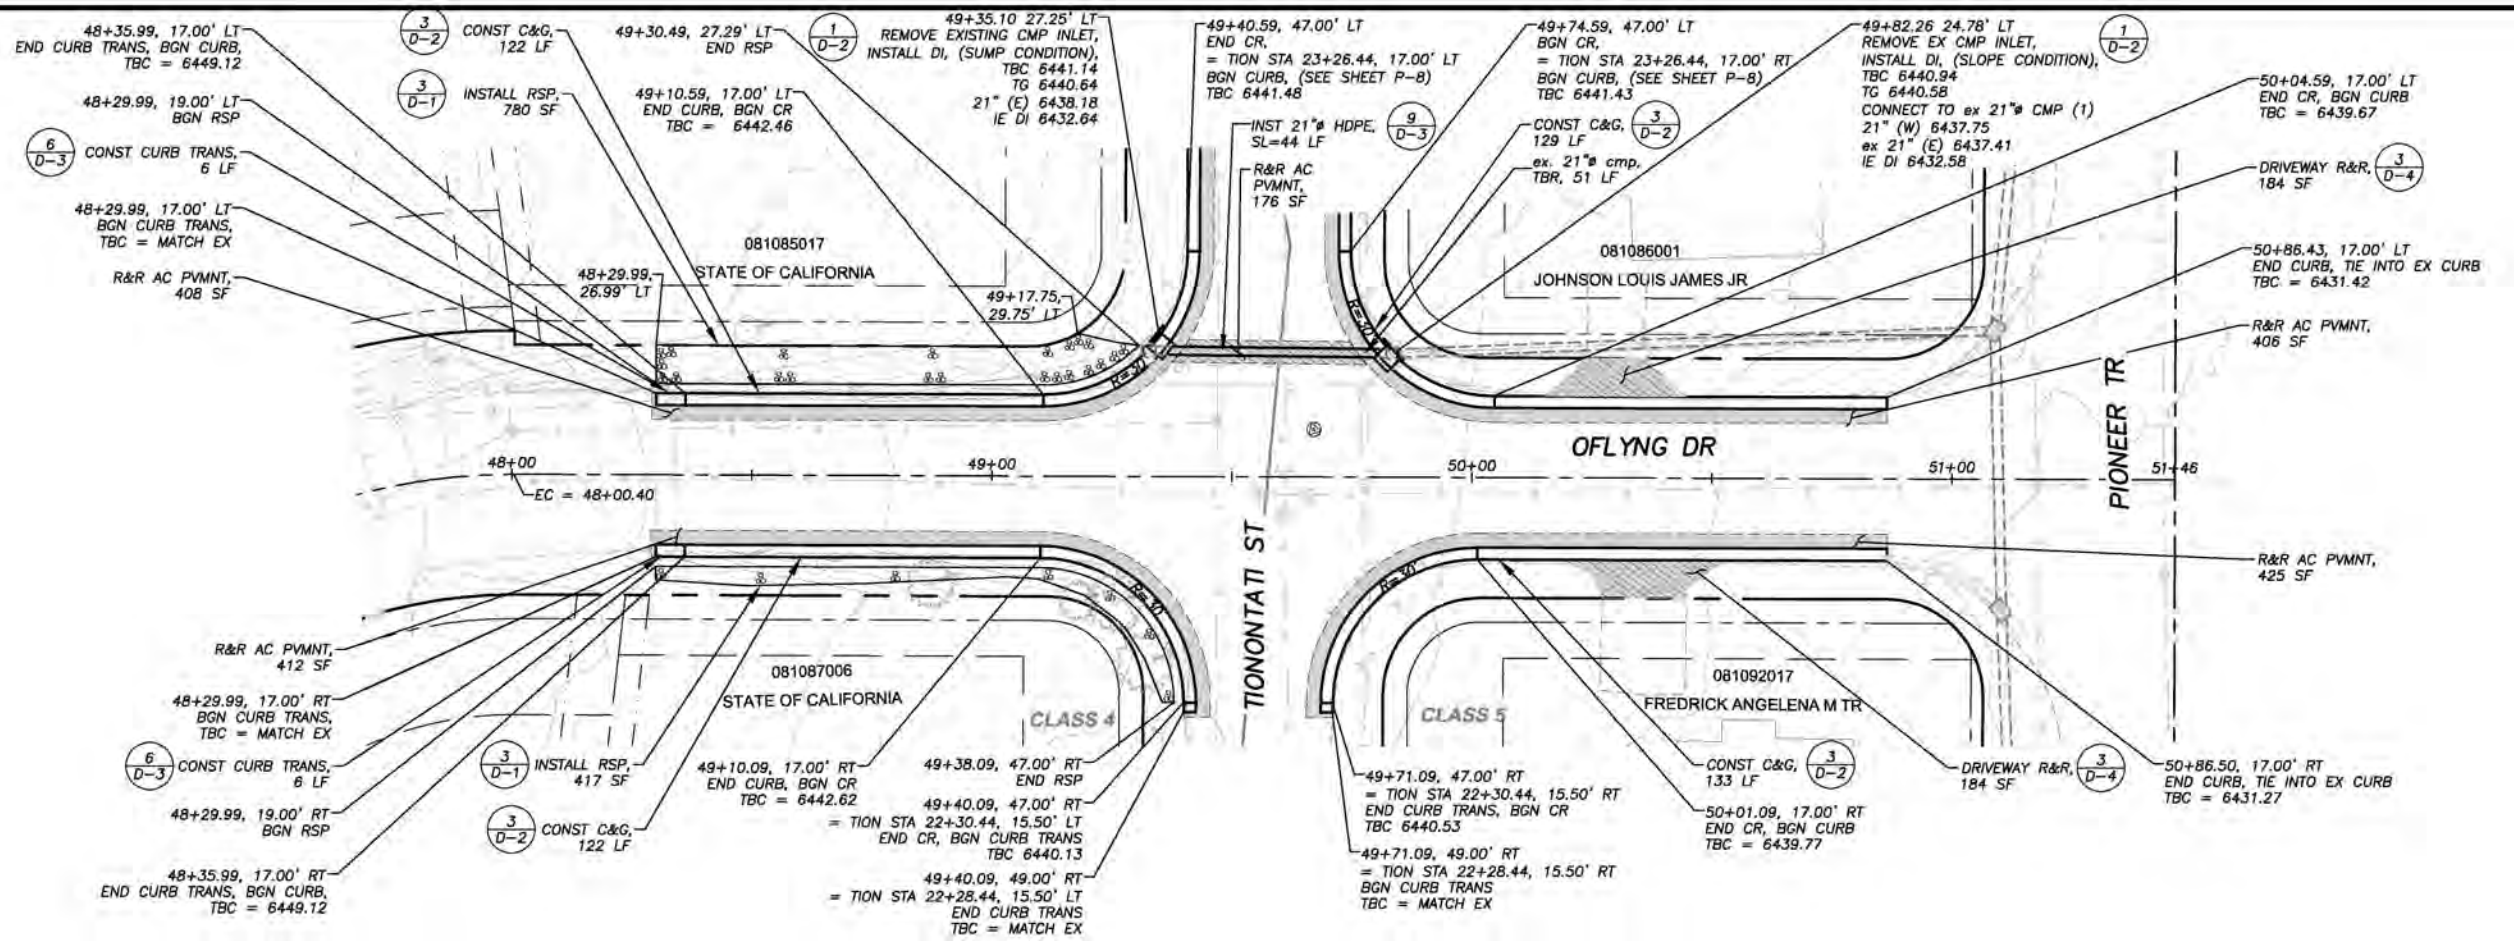 48+35.99, 17.00' LT
END CURB TRANS, BGN CURB,
TBC = 6449.12
48+29.99, 19.00' LT
BGN RSP
6
D-3
CONST CURB TRANS,
6 LF
48+29.99, 17.00' LT
BGN CURB TRANS,
TBC = MATCH EX
R&R AC PVMNT,
408 SF
3
D-2
CONST C&G,
122 LF
3
D-1
INSTALL RSP,
780 SF
49+30.49, 27.29' LT
END RSP
49+10.59, 17.00' LT
END CURB, BGN CR
TBC = 6442.46
1
D-2
49+35.10 27.25' LT
REMOVE EXISTING CMP INLET,
INSTALL DI, (SUMP CONDITION),
TBC 6441.14
TG 6440.64
21" (E) 6438.18
IE DI 6432.64
49+40.59, 47.00' LT
END CR,
= TION STA 23+26.44, 17.00' LT
BGN CURB, (SEE SHEET P-8)
TBC 6441.48
INST 21"ø HDPE,
SL=44 LF
9
D-3
R&R AC
PVMNT,
176 SF
49+74.59, 47.00' LT
BGN CR,
= TION STA 23+26.44, 17.00' RT
BGN CURB, (SEE SHEET P-8)
TBC 6441.43
CONST C&G,
129 LF
3
D-2
ex. 21"ø cmp,
TBR, 51 LF
49+82.26 24.78' LT
REMOVE EX CMP INLET,
INSTALL DI, (SLOPE CONDITION),
TBC 6440.94
TG 6440.58
CONNECT TO ex 21"ø CMP (1)
21" (W) 6437.75
ex 21" (E) 6437.41
IE DI 6432.58
1
D-2
50+04.59, 17.00' LT
END CR, BGN CURB
TBC = 6439.67
DRIVEWAY R&R,
184 SF
3
D-4
50+86.43, 17.00' LT
END CURB, TIE INTO EX CURB
TBC = 6431.42
R&R AC PVMNT,
406 SF
081085017
STATE OF CALIFORNIA
48+29.99,
26.99' LT
49+17.75,
29.75' LT
081086001
JOHNSON LOUIS JAMES JR
R=30'
R=30'
OFLYNG DR
PIONEER TR
48+00
49+00
50+00
51+00
51+46
EC = 48+00.40
TIONONTATI ST
R=30'
R=30'
R&R AC PVMNT,
425 SF
R&R AC PVMNT,
412 SF
48+29.99, 17.00' RT
BGN CURB TRANS,
TBC = MATCH EX
6
D-3
CONST CURB TRANS,
6 LF
48+29.99, 19.00' RT
BGN RSP
48+35.99, 17.00' RT
END CURB TRANS, BGN CURB,
TBC = 6449.12
081087006
STATE OF CALIFORNIA
CLASS 4
CLASS 5
081092017
FREDRICK ANGELENA M TR
3
D-1
INSTALL RSP,
417 SF
3
D-2
CONST C&G,
122 LF
49+10.09, 17.00' RT
END CURB, BGN CR
TBC = 6442.62
49+38.09, 47.00' RT
END RSP
49+40.09, 47.00' RT
= TION STA 22+30.44, 15.50' LT
END CR, BGN CURB TRANS
TBC 6440.13
49+40.09, 49.00' RT
= TION STA 22+28.44, 15.50' LT
END CURB TRANS
TBC = MATCH EX
49+71.09, 47.00' RT
= TION STA 22+30.44, 15.50' RT
END CURB TRANS, BGN CR
TBC 6440.53
49+71.09, 49.00' RT
= TION STA 22+28.44, 15.50' RT
BGN CURB TRANS
TBC = MATCH EX
CONST C&G,
133 LF
3
D-2
50+01.09, 17.00' RT
END CR, BGN CURB
TBC = 6439.77
DRIVEWAY R&R,
184 SF
3
D-4
50+86.50, 17.00' RT
END CURB, TIE INTO EX CURB
TBC = 6431.27